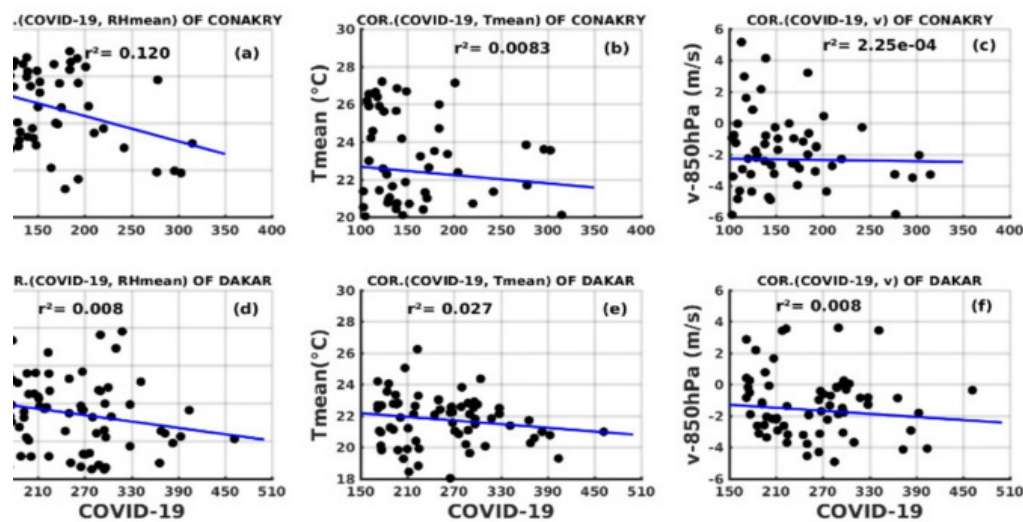 .(COVID-19, RHmean) OF CONAKRY
COR.(COVID-19, Tmean) OF CONAKRY
COR.(COVID-19, v) OF CONAKRY
r²= 0.120
(a)
150 200 250 300 350 400
30
28
26
24
22
20
Tmean (°C)
r²= 0.0083
(b)
100 150 200 250 300 350 400
6
4
2
0
-2
-4
-6
v-850hPa (m/s)
r²= 2.25e-04
(c)
100 150 200 250 300 350 400
R.(COVID-19, RHmean) OF DAKAR
COR.(COVID-19, Tmean) OF DAKAR
COR.(COVID-19, v) OF DAKAR
r²= 0.008
(d)
210 270 330 390 450 510
COVID-19
30
28
26
24
22
20
18
Tmean(°C)
r²= 0.027
(e)
150 210 270 330 390 450 510
COVID-19
6
4
2
0
-2
-4
-6
v-850hPa (m/s)
r²= 0.008
(f)
150 210 270 330 390 450 510
COVID-19